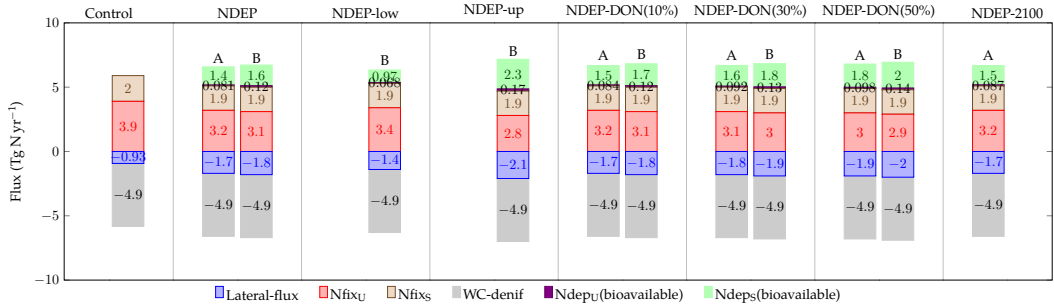 Control NDEP NDEP-low NDEP-up NDEP-DON(10%) NDEP-DON(30%) NDEP-DON(50%) NDEP-2100
10
A B B B A B A B A B A
1.4 1.6 0.97 2.3 1.5 1.7 1.6 1.8 1.8 2 1.5
5
0.081 0.12 0.068 0.17 0.084 0.12 0.092 0.13 0.098 0.14 0.087
2 1.9 1.9 1.9 1.9 1.9 1.9 1.9 1.9 1.9 1.9 1.9
3.9 3.2 3.1 3.4 2.8 3.2 3.1 3.1 3 3 2.9 3.2
Flux (Tg N yr⁻¹)
0
−0.93 −1.7 −1.8 −1.4 −2.1 −1.7 −1.8 −1.8 −1.9 −1.9 −2 −1.7
−4.9 −4.9 −4.9 −4.9 −4.9 −4.9 −4.9 −4.9 −4.9 −4.9 −4.9 −4.9
−5
−10
Lateral-flux Nfix_U Nfix_S WC-denif Ndep_U(bioavailable) Ndep_S(bioavailable)